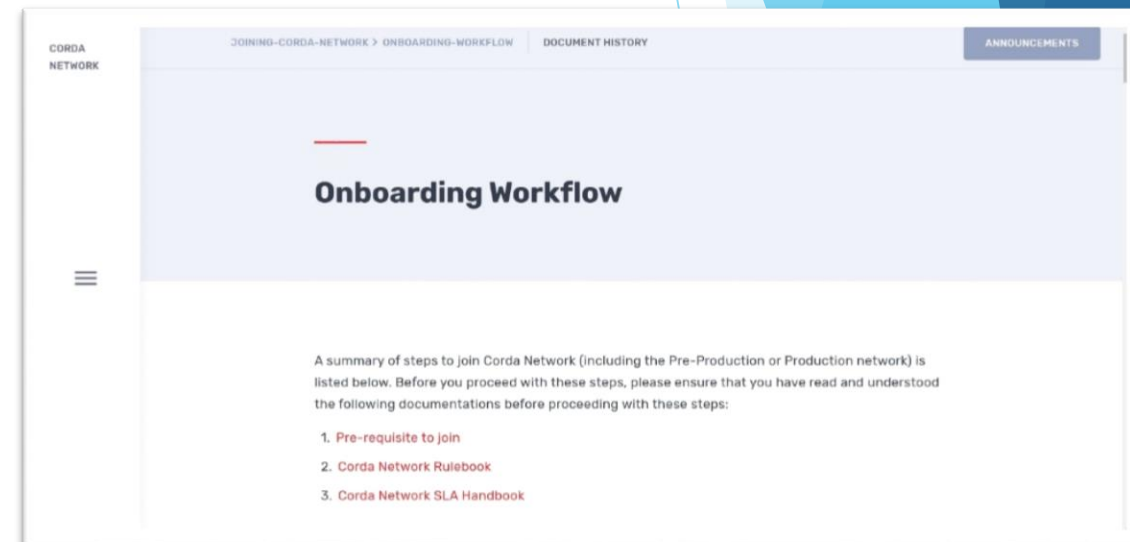 CORDA
NETWORK
JOINING-CORDA-NETWORK > ONBOARDING-WORKFLOW
DOCUMENT HISTORY
ANNOUNCEMENTS
Onboarding Workflow
A summary of steps to join Corda Network (including the Pre-Production or Production network) is
listed below. Before you proceed with these steps, please ensure that you have read and understood
the following documentations before proceeding with these steps:
1. Pre-requisite to join
2. Corda Network Rulebook
3. Corda Network SLA Handbook